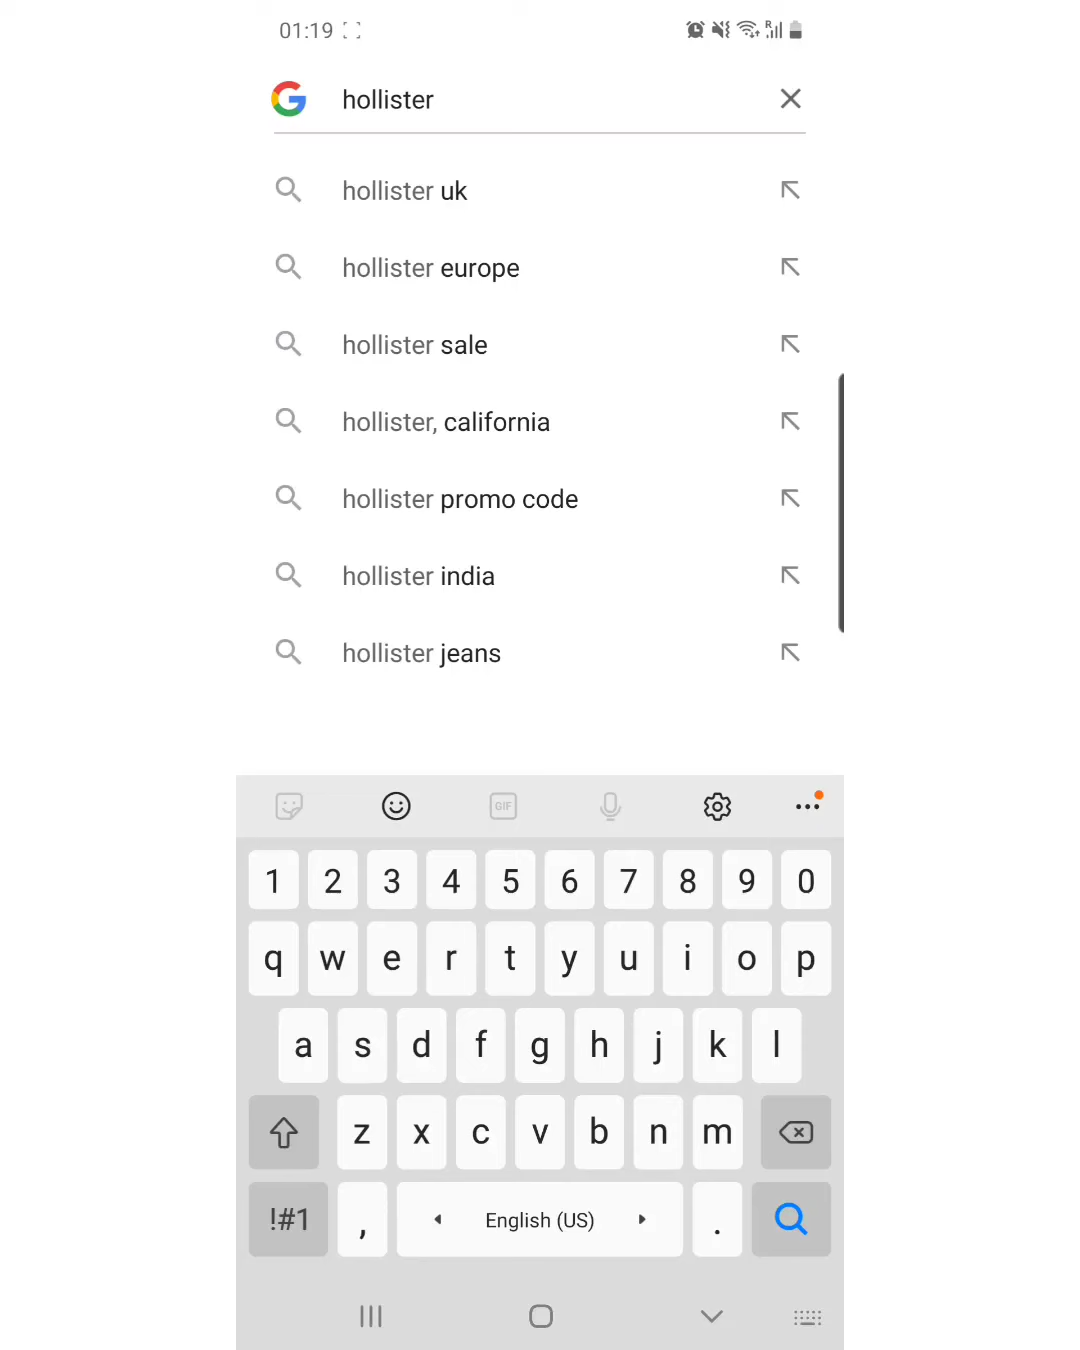 01:19
R
hollister
hollister uk
hollister europe
hollister sale
hollister, california
hollister promo code
hollister india
hollister jeans
GIF
1 2 3 4 5 6 7 8 9 0
q w e r t y u i o p
a s d f g h j k l
z x c v b n m
!#1 , English (US) .